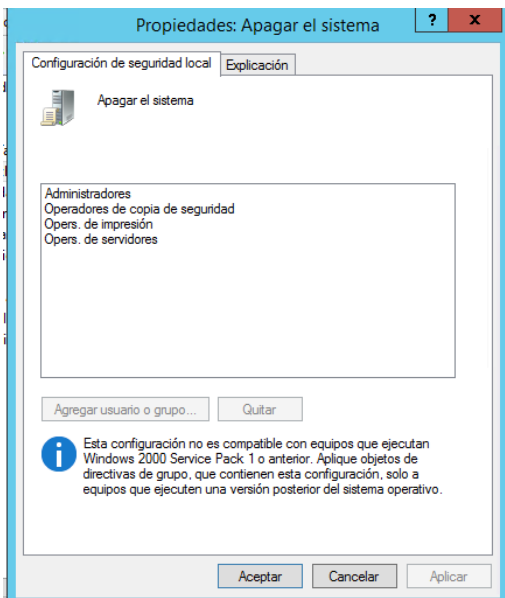 Propiedades: Apagar el sistema
?
x
Configuración de seguridad local
Explicación
Apagar el sistema
Administradores
Operadores de copia de seguridad
Opers. de impresión
Opers. de servidores
Agregar usuario o grupo...
Quitar
Esta configuración no es compatible con equipos que ejecutan
Windows 2000 Service Pack 1 o anterior. Aplique objetos de
directivas de grupo, que contienen esta configuración, solo a
equipos que ejecuten una versión posterior del sistema operativo.
Aceptar
Cancelar
Aplicar